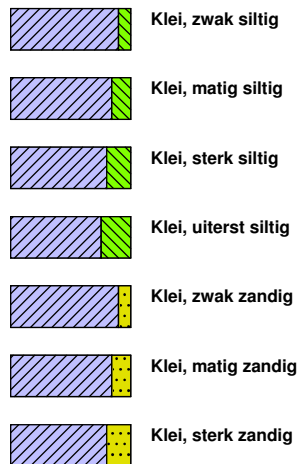 Klei, zwak siltig
Klei, matig siltig
Klei, sterk siltig
Klei, uiterst siltig
Klei, zwak zandig
Klei, matig zandig
Klei, sterk zandig